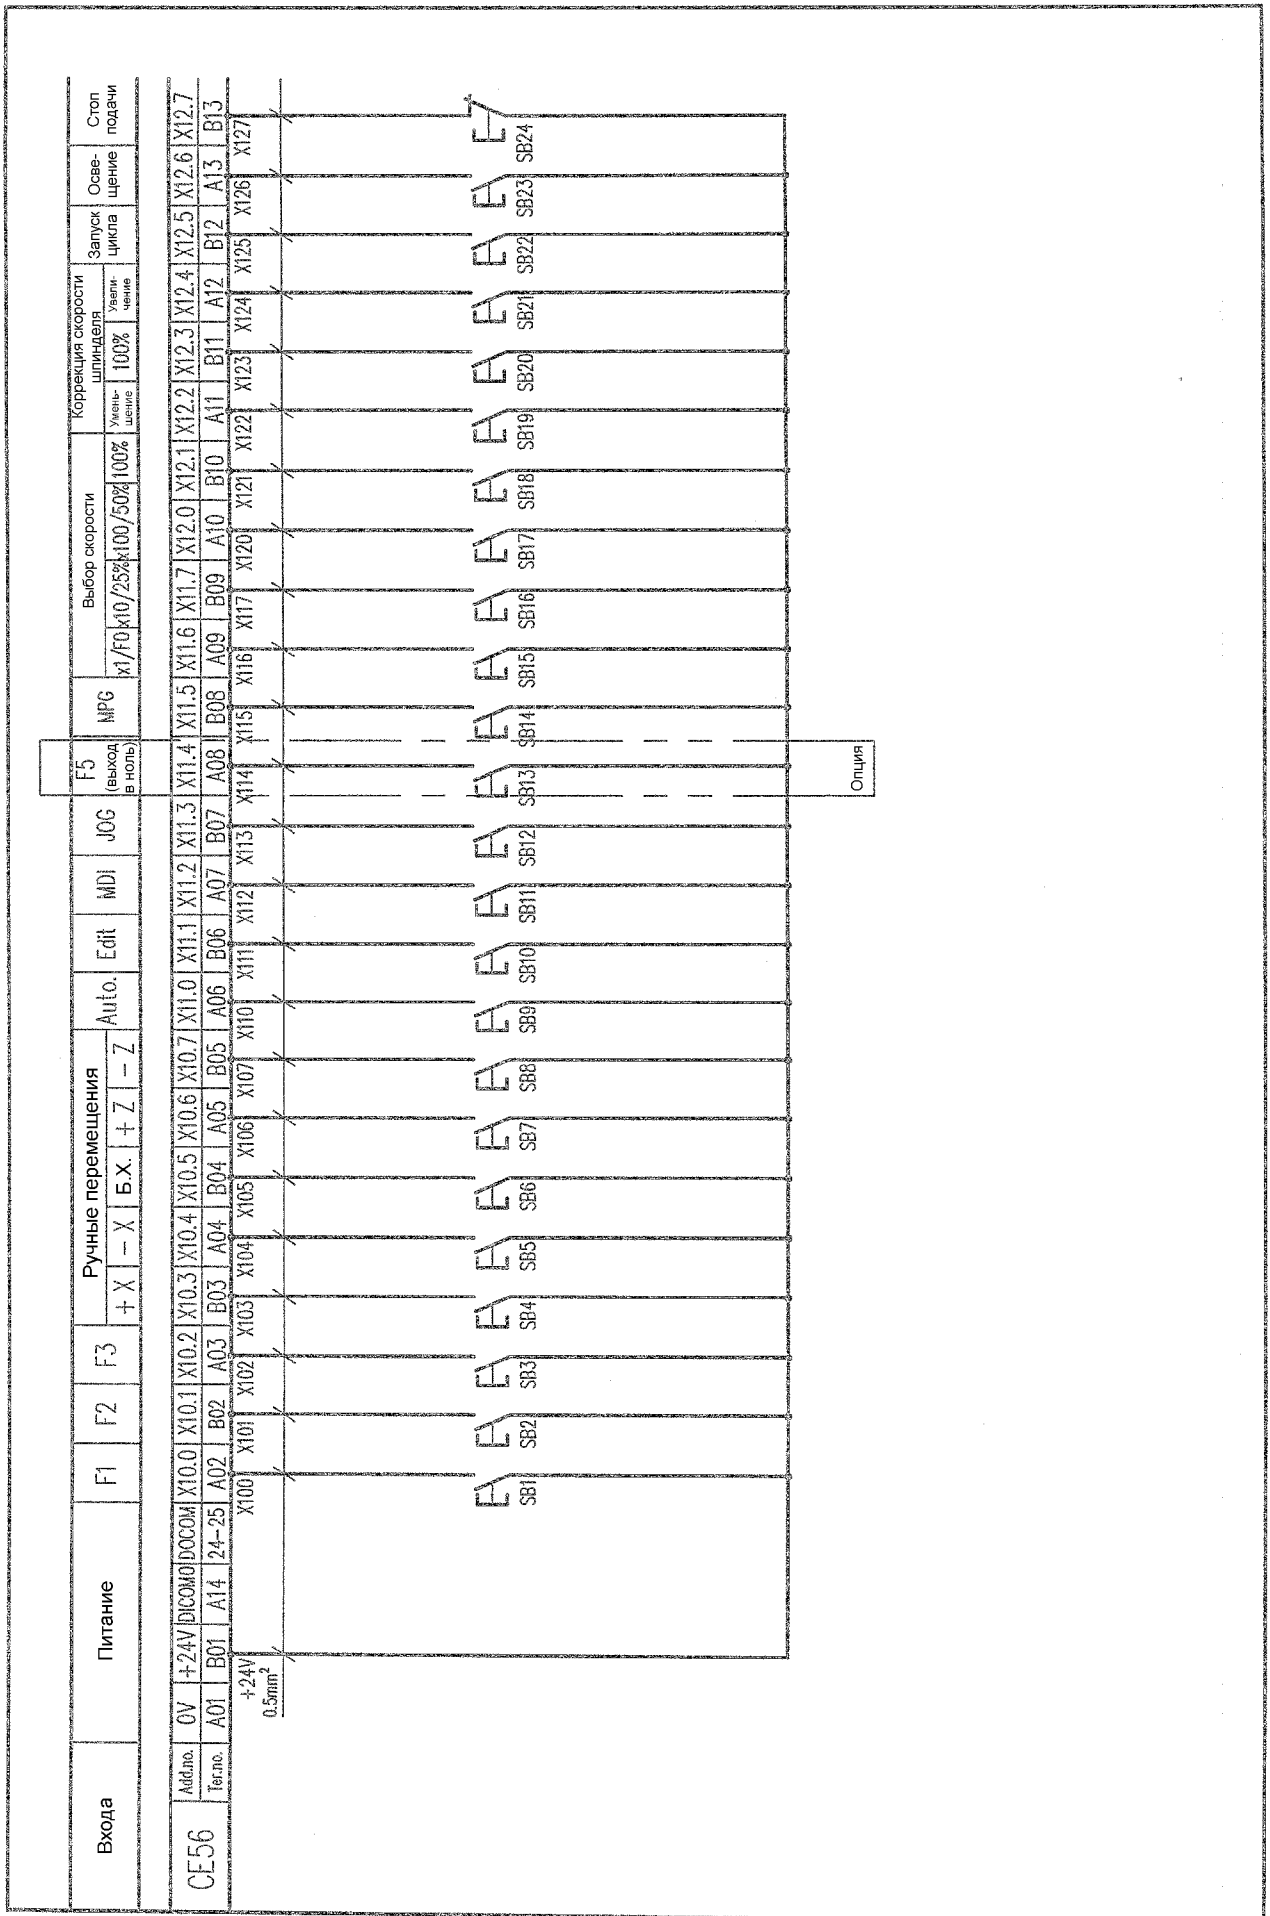 Входа
Питание
F1
F2
F3
Ручные перемещения
+ X
− X
Б.Х.
+ Z
− Z
Auto.
Edit
MDI
JOG
F5
(выход
в ноль)
MPG
Выбор скорости
x1/F0
x10/25%
x100/50%
100%
Коррекция скорости
шпинделя
Умень-
шение
100%
Увели-
чение
Запуск
цикла
Осве-
щение
Стоп
подачи
CE56
Add.no.
0V
+24V
DICOM0
DOCOM
X10.0
X10.1
X10.2
X10.3
X10.4
X10.5
X10.6
X10.7
X11.0
X11.1
X11.2
X11.3
X11.4
X11.5
X11.6
X11.7
X12.0
X12.1
X12.2
X12.3
X12.4
X12.5
X12.6
X12.7
Ter.no.
A01
B01
A14
24−25
A02
B02
A03
B03
A04
B04
A05
B05
A06
B06
A07
B07
A08
B08
A09
B09
A10
B10
A11
B11
A12
B12
A13
B13
+24V
0.5mm²
X100
X101
X102
X103
X104
X105
X106
X107
X110
X111
X112
X113
X114
X115
X116
X117
X120
X121
X122
X123
X124
X125
X126
X127
SB1
SB2
SB3
SB4
SB5
SB6
SB7
SB8
SB9
SB10
SB11
SB12
SB13
SB14
SB15
SB16
SB17
SB18
SB19
SB20
SB21
SB22
SB23
SB24
Опция